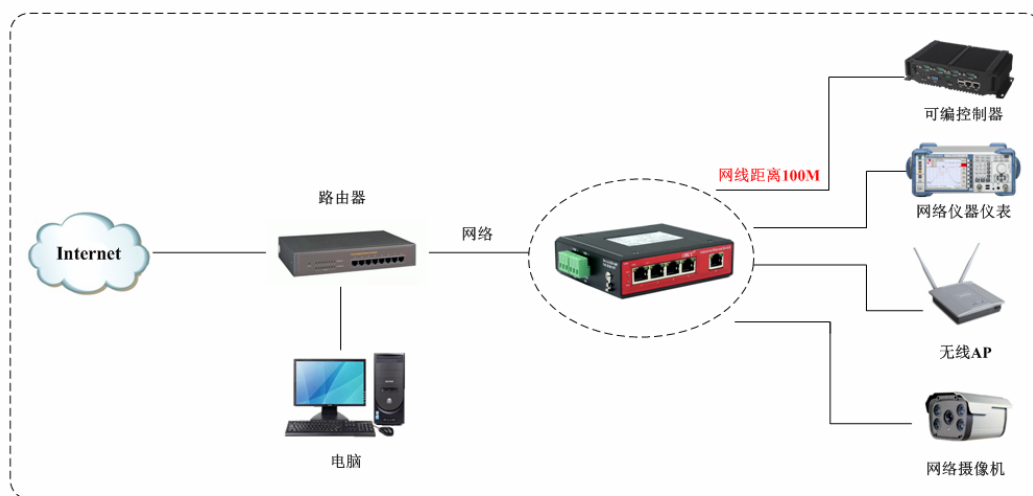 可编控制器
网线距离100M
网络仪器仪表
路由器
网络
Internet
无线AP
电脑
网络摄像机